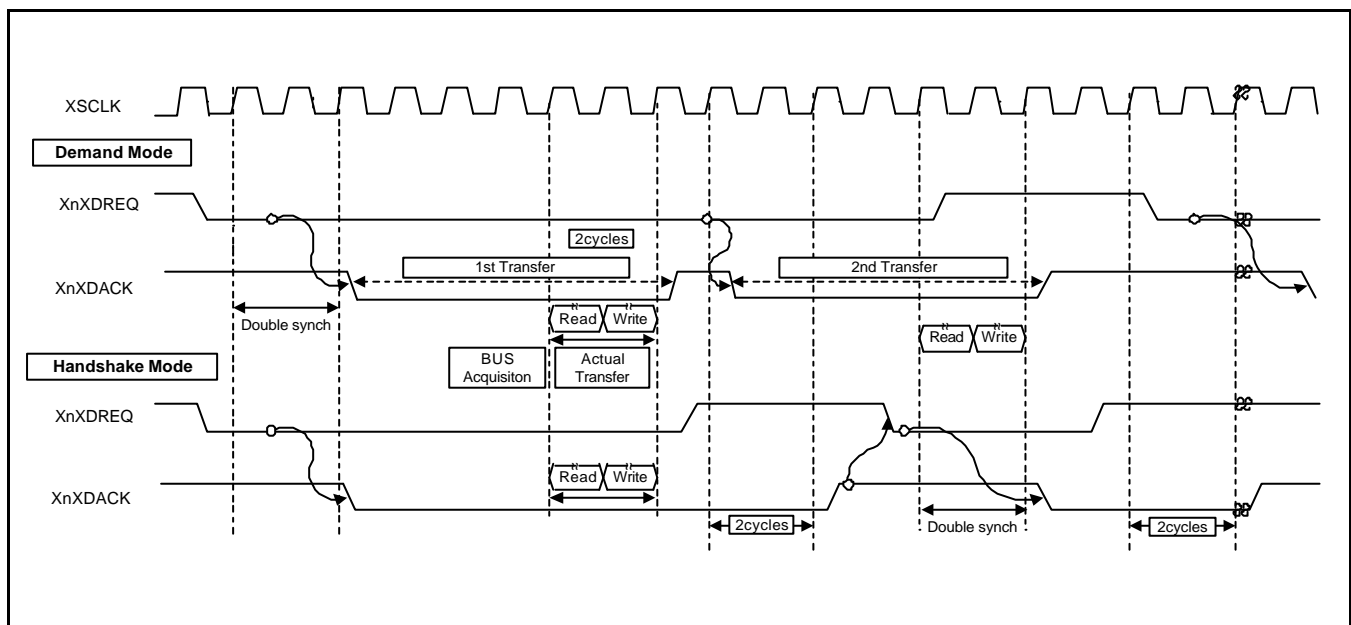 XSCLK
Demand Mode
XnXDREQ
2cycles
1st Transfer
2nd Transfer
XnXDACK
Double synch
Read
Write
Read
Write
BUS
Acquisiton
Actual
Transfer
Handshake Mode
XnXDREQ
Read
Write
XnXDACK
2cycles
Double synch
2cycles